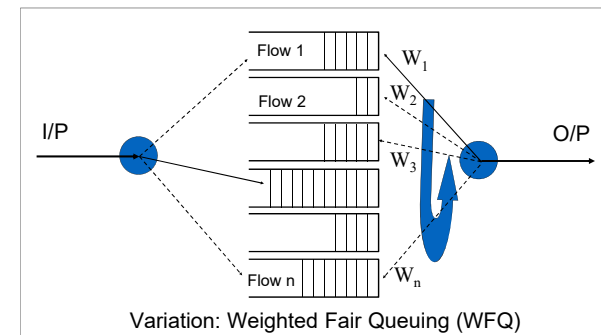 Flow 1
W1
Flow 2
W2
I/P
O/P
W3
Flow n
Wn
Variation: Weighted Fair Queuing (WFQ)